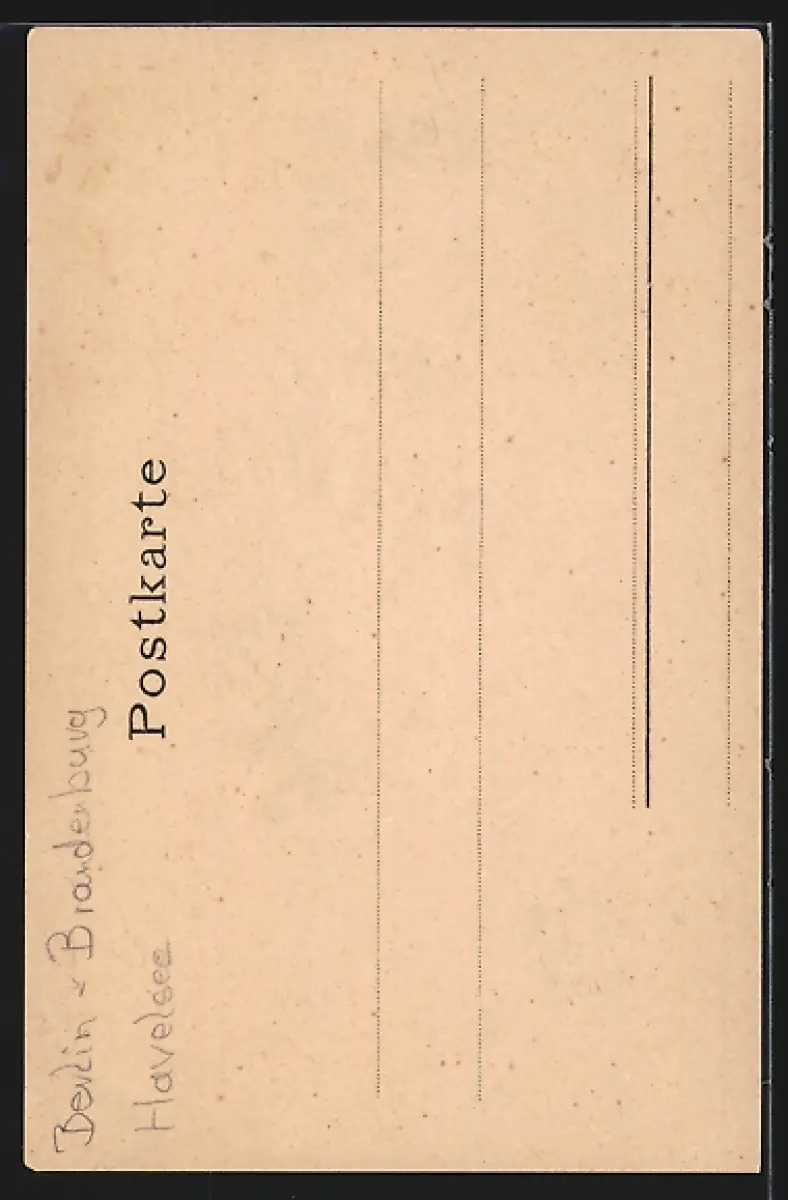 Berlin + Brandenburg
Havelsee
Postkarte